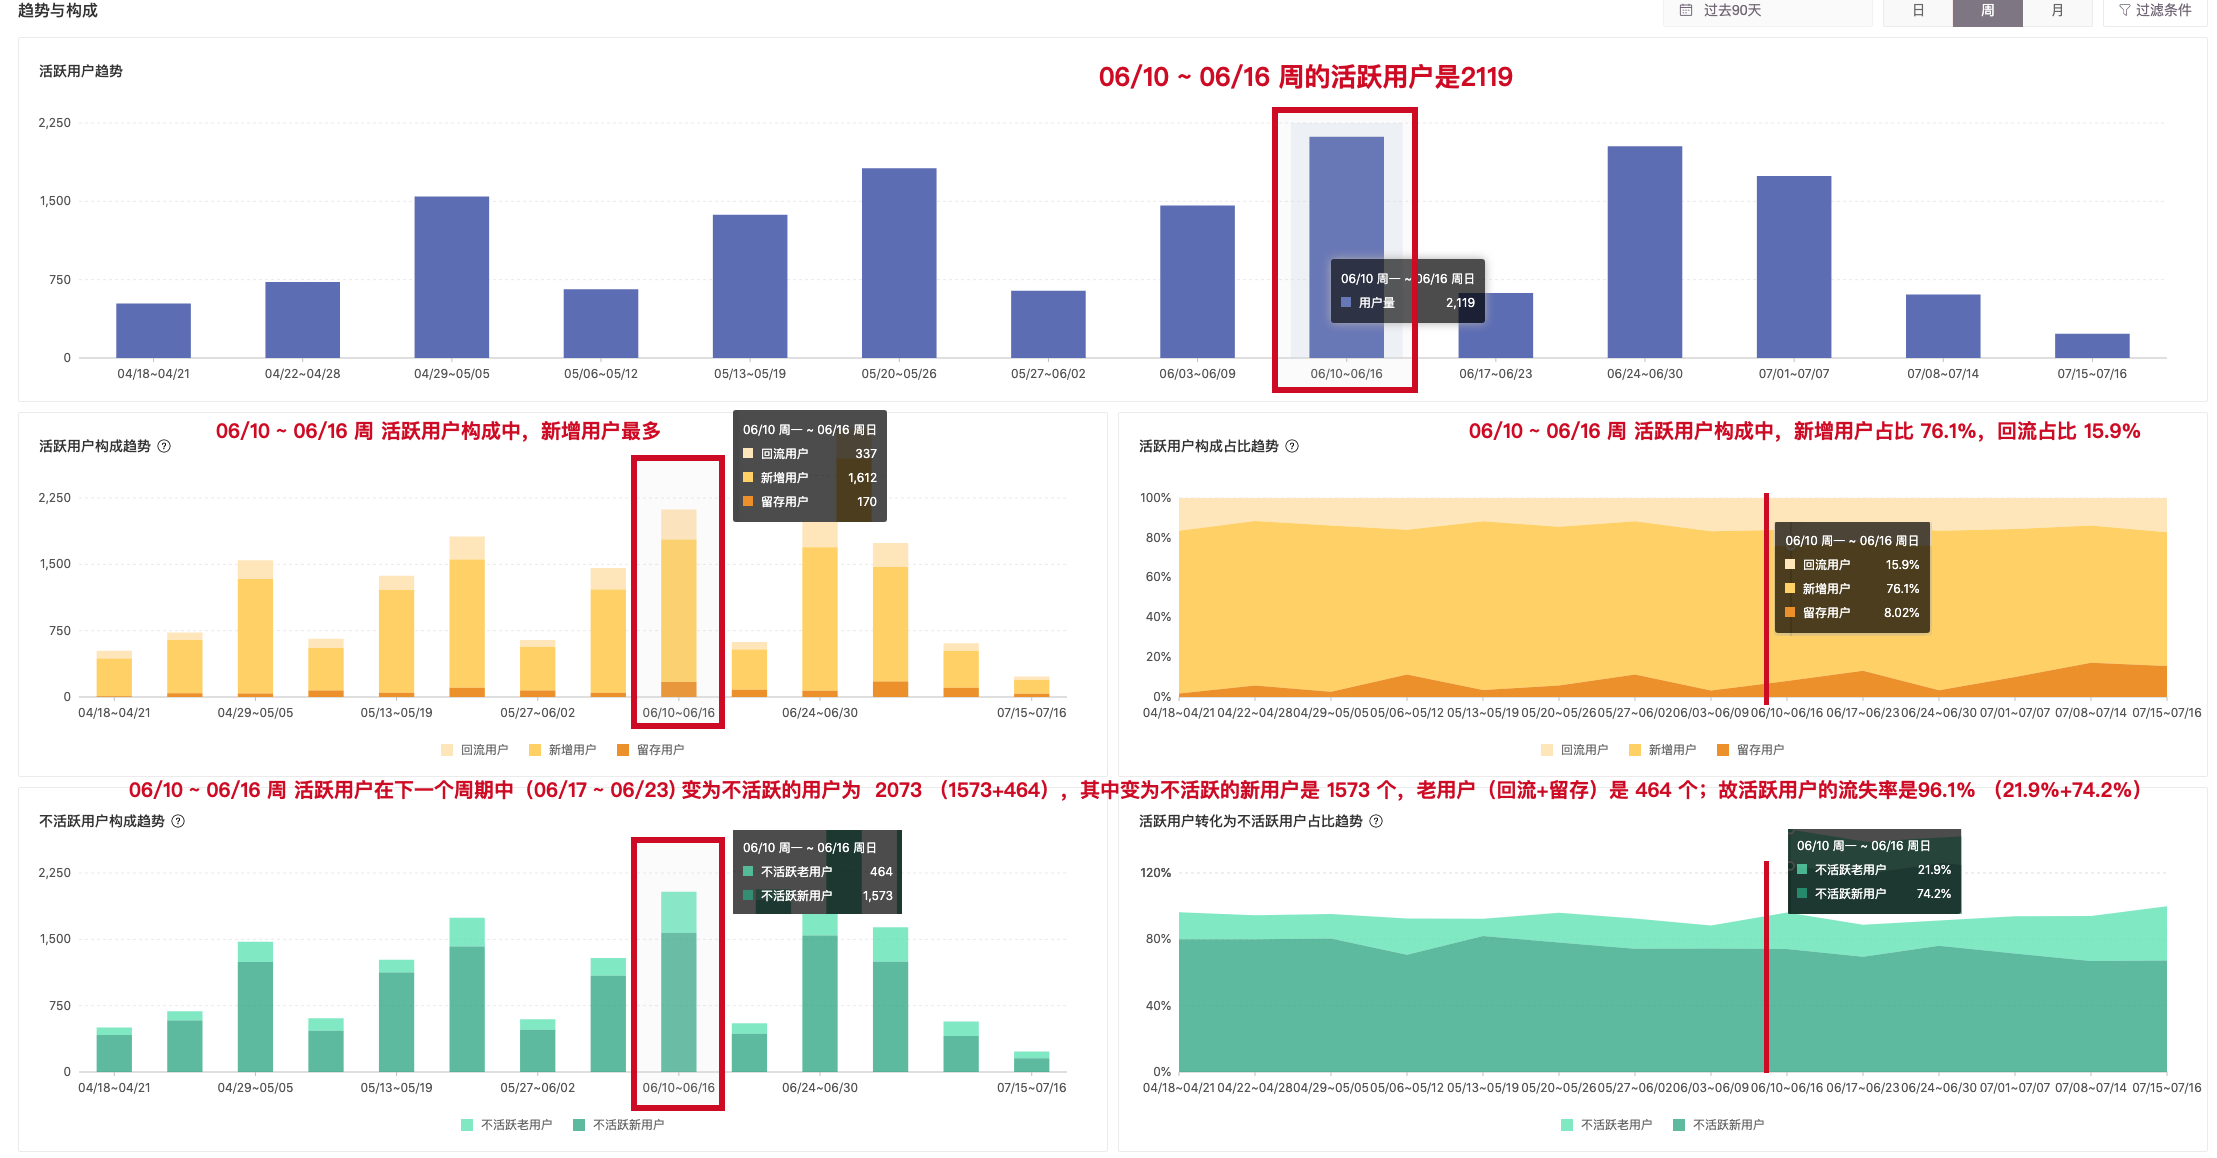 趋势与构成
过去90天
日
周
月
过滤条件
活跃用户趋势
06/10 ~ 06/16 周的活跃用户是2119
2,250
1,500
750
0
06/10 周一 ~ 06/16 周日
用户量 2,119
04/18~04/21 04/22~04/28 04/29~05/05 05/06~05/12 05/13~05/19 05/20~05/26 05/27~06/02 06/03~06/09 06/10~06/16 06/17~06/23 06/24~06/30 07/01~07/07 07/08~07/14 07/15~07/16
活跃用户构成趋势
06/10 ~ 06/16 周 活跃用户构成中，新增用户最多
06/10 周一 ~ 06/16 周日
回流用户 337
新增用户 1,612
留存用户 170
2,250
1,500
750
0
04/18~04/21 04/29~05/05 05/13~05/19 05/27~06/02 06/10~06/16 06/24~06/30 07/15~07/16
回流用户 新增用户 留存用户
06/10 ~ 06/16 周 活跃用户构成中，新增用户占比 76.1%，回流占比 15.9%
活跃用户构成占比趋势
100%
80%
60%
40%
20%
0%
06/10 周一 ~ 06/16 周日
回流用户 15.9%
新增用户 76.1%
留存用户 8.02%
04/18~04/21 04/22~04/28 04/29~05/05 05/06~05/12 05/13~05/19 05/20~05/26 05/27~06/02 06/03~06/09 06/10~06/16 06/17~06/23 06/24~06/30 07/01~07/07 07/08~07/14 07/15~07/16
回流用户 新增用户 留存用户
06/10 ~ 06/16 周 活跃用户在下一个周期中（06/17 ~ 06/23) 变为不活跃的用户为 2073 （1573+464），其中变为不活跃的新用户是 1573 个，老用户（回流+留存）是 464 个；故活跃用户的流失率是96.1% （21.9%+74.2%）
不活跃用户构成趋势
06/10 周一 ~ 06/16 周日
不活跃老用户 464
不活跃新用户 1,573
2,250
1,500
750
0
04/18~04/21 04/29~05/05 05/13~05/19 05/27~06/02 06/10~06/16 06/24~06/30 07/15~07/16
不活跃老用户 不活跃新用户
活跃用户转化为不活跃用户占比趋势
06/10 周一 ~ 06/16 周日
不活跃老用户 21.9%
不活跃新用户 74.2%
120%
80%
40%
0%
04/18~04/21 04/22~04/28 04/29~05/05 05/06~05/12 05/13~05/19 05/20~05/26 05/27~06/02 06/03~06/09 06/10~06/16 06/17~06/23 06/24~06/30 07/01~07/07 07/08~07/14 07/15~07/16
不活跃老用户 不活跃新用户